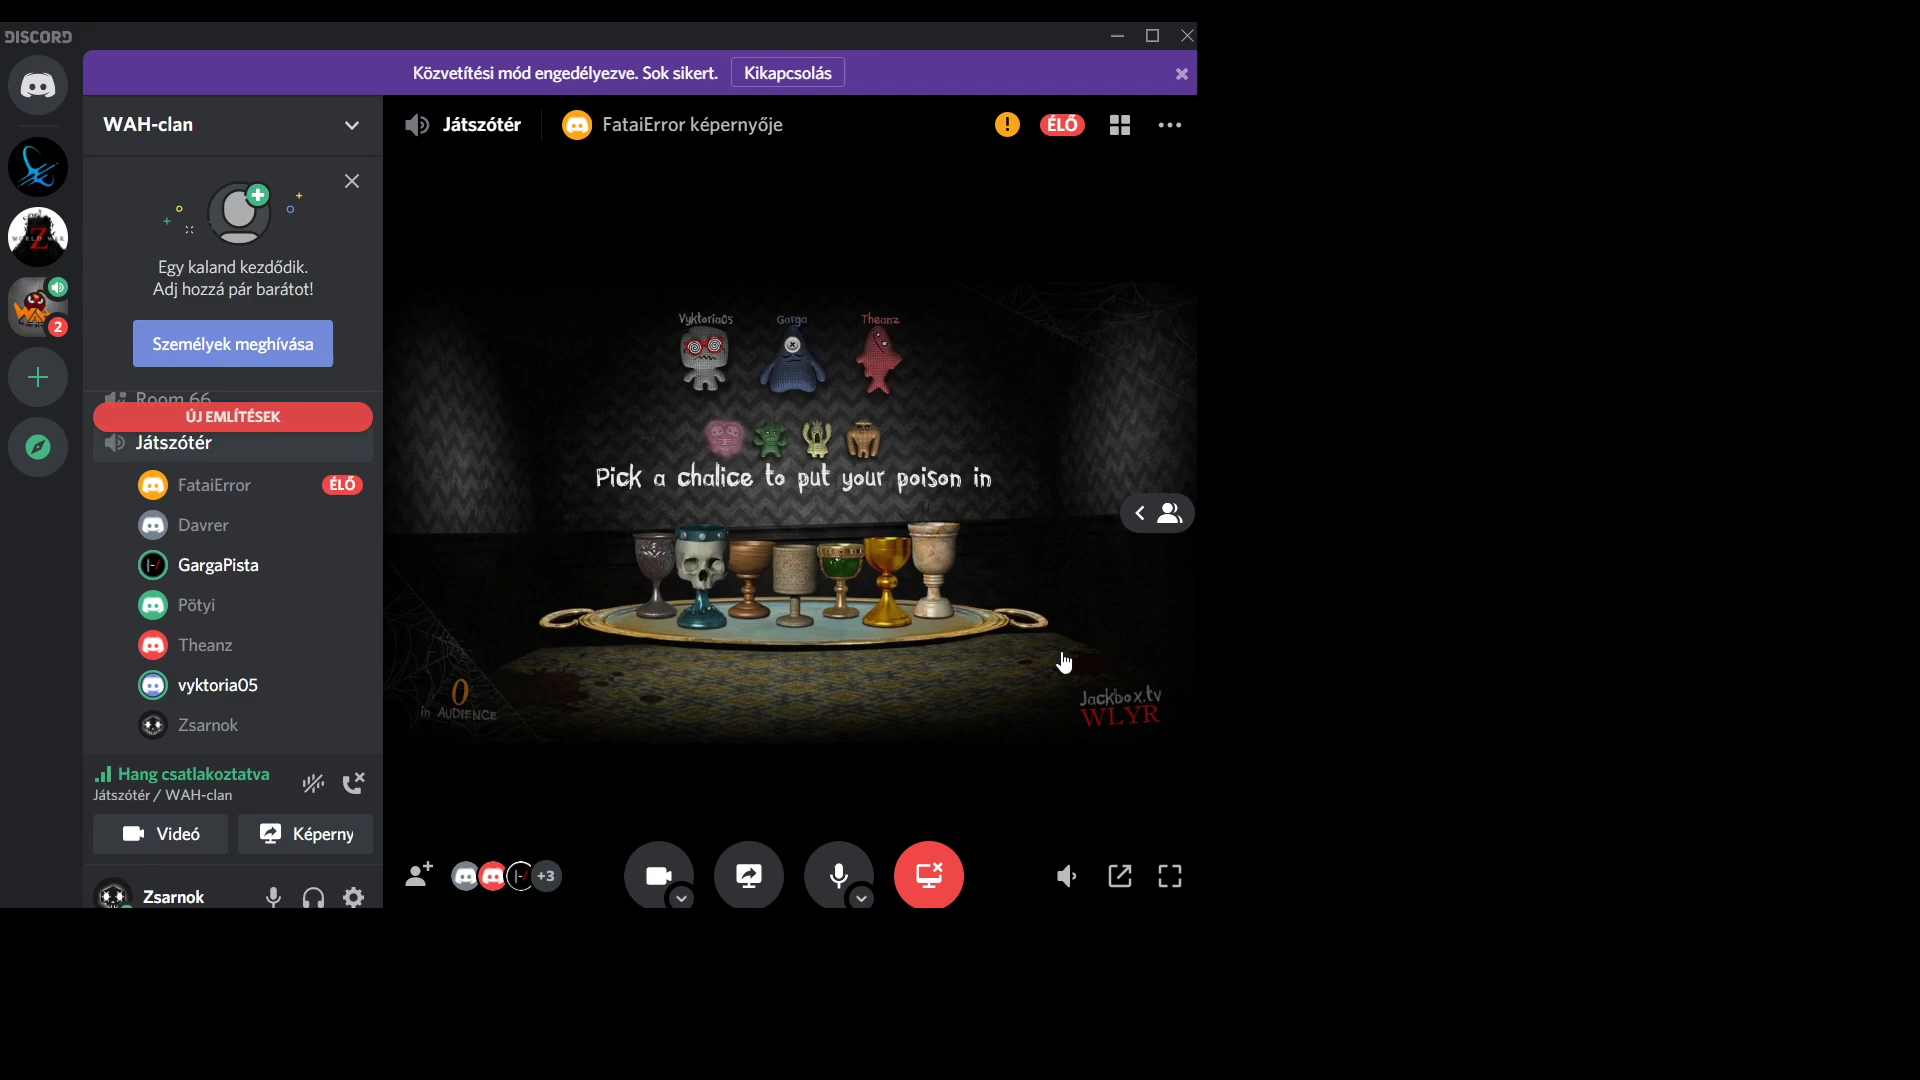 DISCORD
Közvetítési mód engedélyezve. Sok sikert.
Kikapcsolás
WAH-clan
Játszótér
FataiError képernyője
ÉLŐ
Egy kaland kezdődik.
Adj hozzá pár barátot!
Személyek meghívása
Room 66
ÚJ EMLÍTÉSEK
Játszótér
FataiError
ÉLŐ
Davrer
GargaPista
Pötyi
Theanz
vyktoria05
Zsarnok
2
Vyktoria05
Garga
Theanz
Pick a chalice to put your poison in
0
in AUDIENCE
Jackbox.tv
WLYR
Hang csatlakoztatva
Játszótér / WAH-clan
Videó
Képerny
Zsarnok
+3